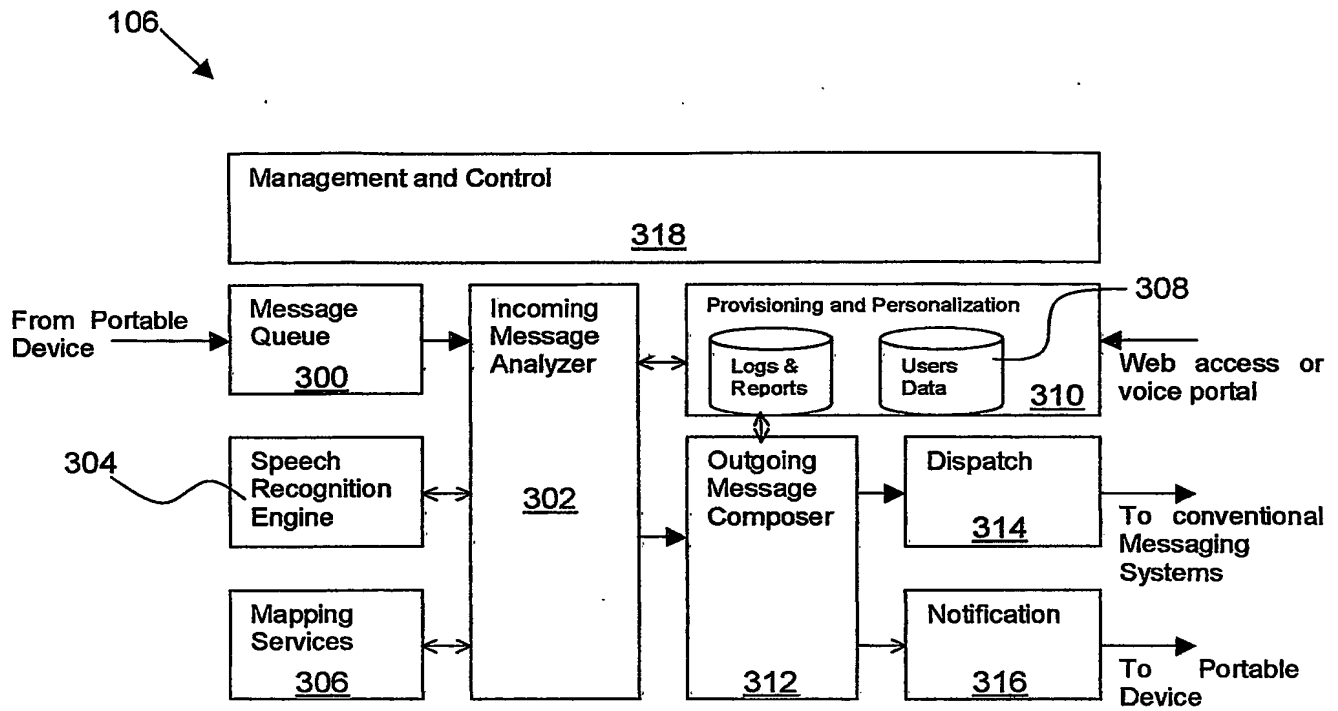 106
Management and Control
318
From Portable
Device
Message
Queue
300
Incoming
Message
Analyzer
302
Provisioning and Personalization
Logs &
Reports
Users
Data
308
310
Web access or
voice portal
304
Speech
Recognition
Engine
Mapping
Services
306
Outgoing
Message
Composer
312
Dispatch
314
To conventional
Messaging
Systems
Notification
316
To Portable
Device